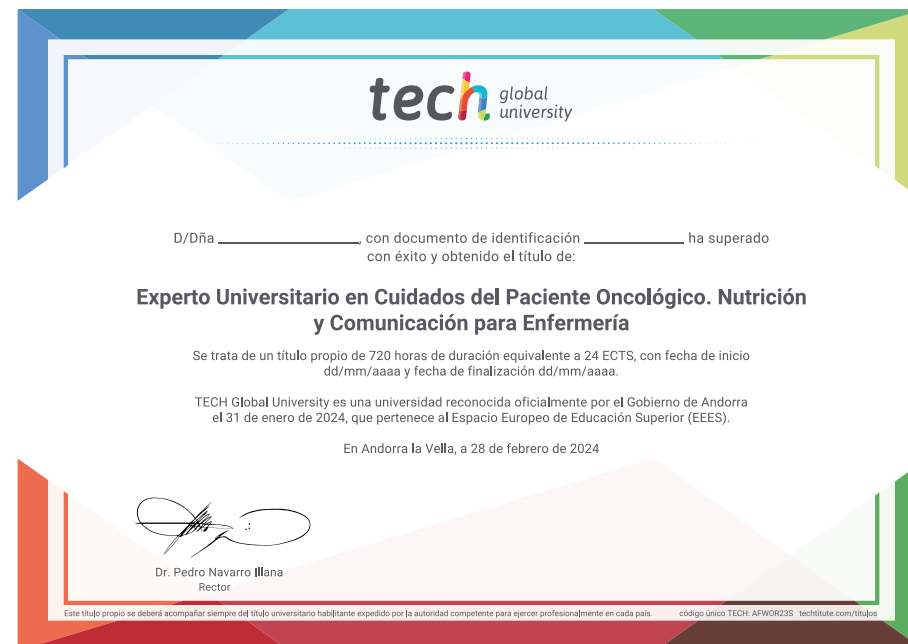 tech global university
D/Dña ____________________, con documento de identificación ______________ ha superado
con éxito y obtenido el título de:
Experto Universitario en Cuidados del Paciente Oncológico. Nutrición
y Comunicación para Enfermería
Se trata de un título propio de 720 horas de duración equivalente a 24 ECTS, con fecha de inicio
dd/mm/aaaa y fecha de finalización dd/mm/aaaa.
TECH Global University es una universidad reconocida oficialmente por el Gobierno de Andorra
el 31 de enero de 2024, que pertenece al Espacio Europeo de Educación Superior (EEES).
En Andorra la Vella, a 28 de febrero de 2024
Dr. Pedro Navarro Illana
Rector
Este título propio se deberá acompañar siempre del título universitario habilitante expedido por la autoridad competente para ejercer profesionalmente en cada país. código único TECH: AFWOR23S techtitute.com/titulos